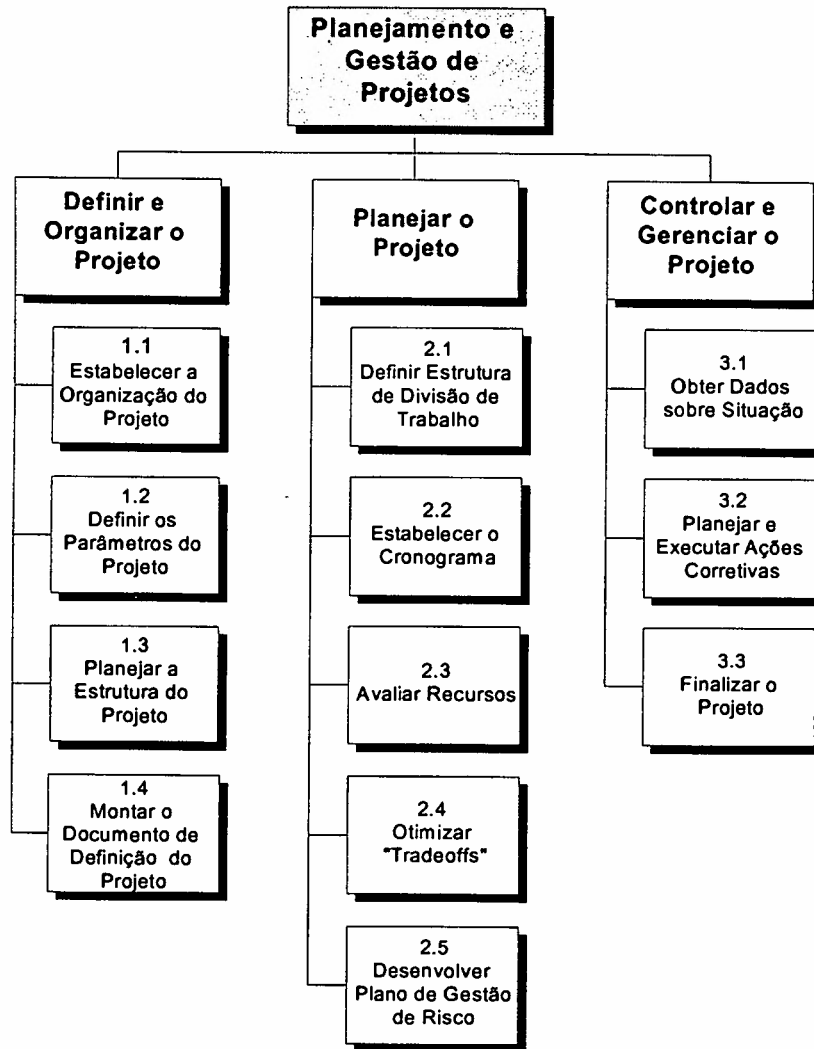 Planejamento e
Gestão de
Projetos
Definir e
Organizar o
Projeto
1.1
Estabelecer a
Organização do
Projeto
1.2
Definir os
Parâmetros do
Projeto
1.3
Planejar a
Estrutura do
Projeto
1.4
Montar o
Documento de
Definição do
Projeto
Planejar o
Projeto
2.1
Definir Estrutura
de Divisão de
Trabalho
2.2
Estabelecer o
Cronograma
2.3
Avaliar Recursos
2.4
Otimizar
"Tradeoffs"
2.5
Desenvolver
Plano de Gestão
de Risco
Controlar e
Gerenciar o
Projeto
3.1
Obter Dados
sobre Situação
3.2
Planejar e
Executar Ações
Corretivas
3.3
Finalizar o
Projeto